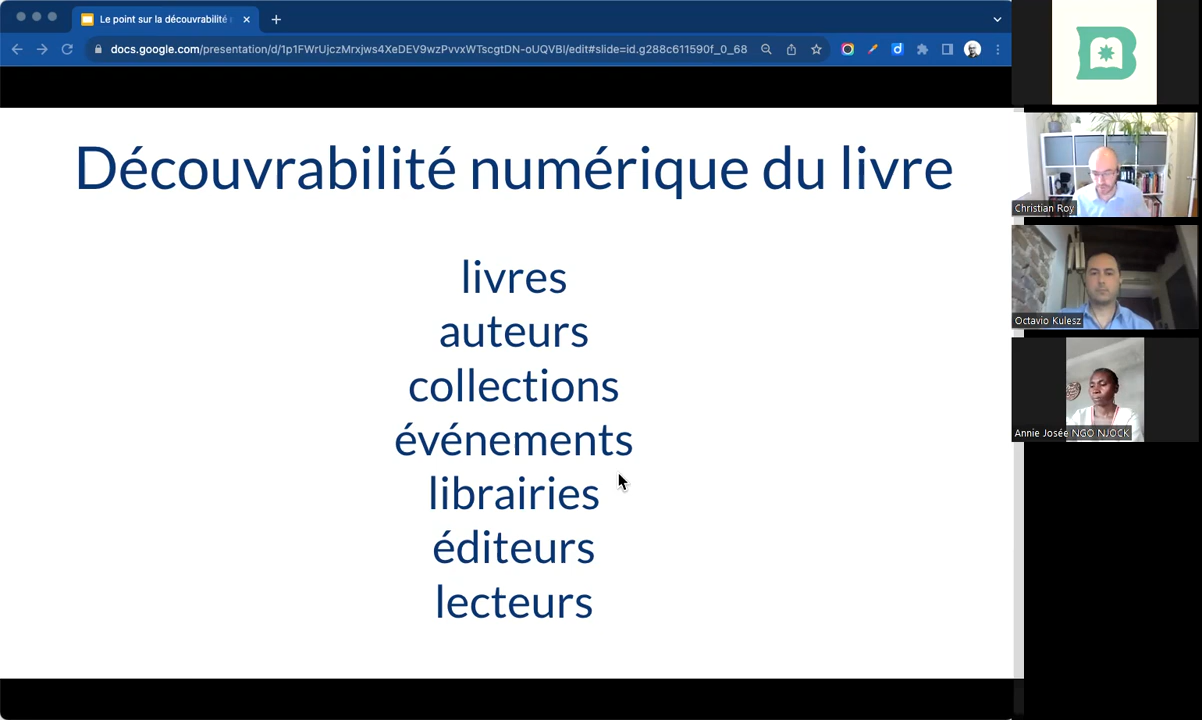 Le point sur la découvrabilité
docs.google.com/presentation/d/1p1FWrUjczMrxjws4XeDEV9wzPvvxWTscgtDN-oUQVBI/edit#slide=id.g288c611590f_0_68
Découvrabilité numérique du livre
livres
auteurs
collections
événements
librairies
éditeurs
lecteurs
Christian Roy
Octavio Kulesz
Annie Josée NGO NJOCK